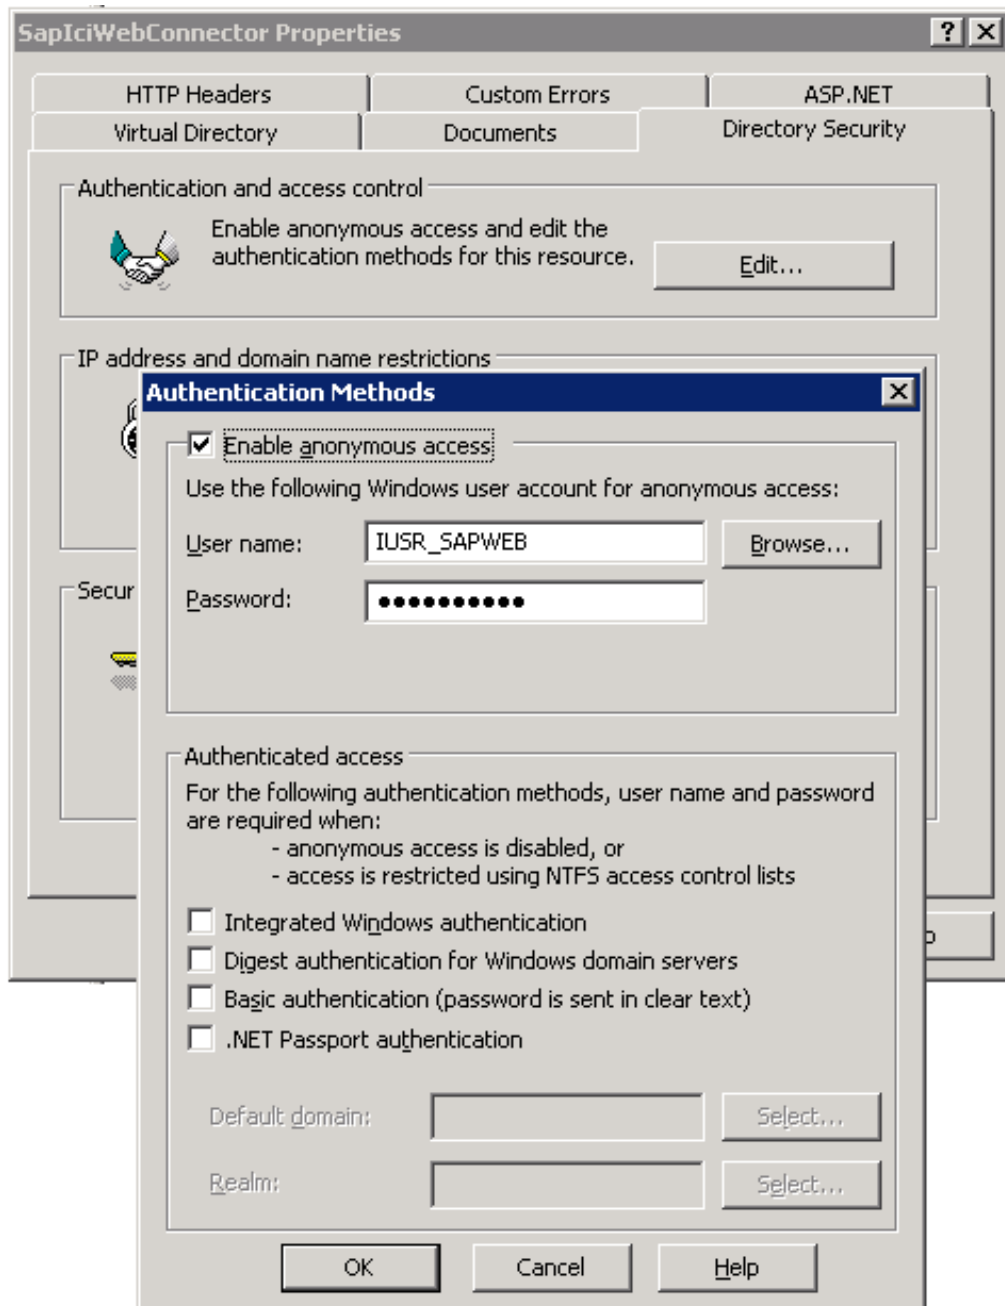 SapIciWebConnector Properties
HTTP Headers
Custom Errors
ASP.NET
Virtual Directory
Documents
Directory Security
Authentication and access control
Enable anonymous access and edit the
authentication methods for this resource.
Edit...
IP address and domain name restrictions
Authentication Methods
Enable anonymous access
Use the following Windows user account for anonymous access:
User name:
IUSR_SAPWEB
Browse...
Secur
Password:
●●●●●●●●●●
Authenticated access
For the following authentication methods, user name and password
are required when:
- anonymous access is disabled, or
- access is restricted using NTFS access control lists
Integrated Windows authentication
Digest authentication for Windows domain servers
Basic authentication (password is sent in clear text)
.NET Passport authentication
Default domain:
Select...
Realm:
Select...
OK
Cancel
Help